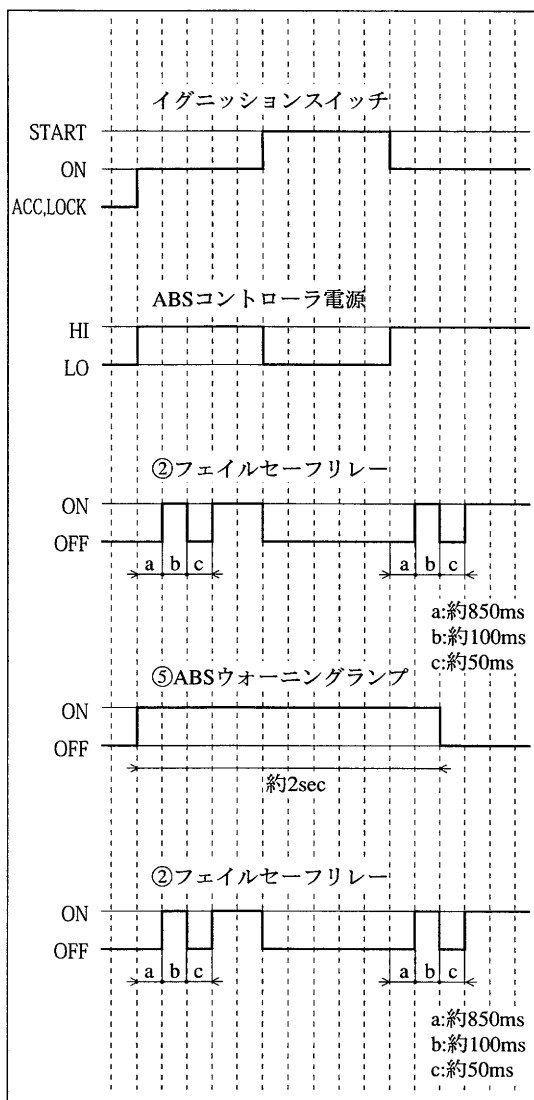 イグニッションスイッチ
START
ON
ACC,LOCK
ABSコントローラ電源
HI
LO
②フェイルセーフリレー
ON
OFF
a b c a b c
a:約850ms
b:約100ms
c:約50ms
⑤ABSウォーニングランプ
ON
OFF
約2sec
②フェイルセーフリレー
ON
OFF
a b c a b c
a:約850ms
b:約100ms
c:約50ms